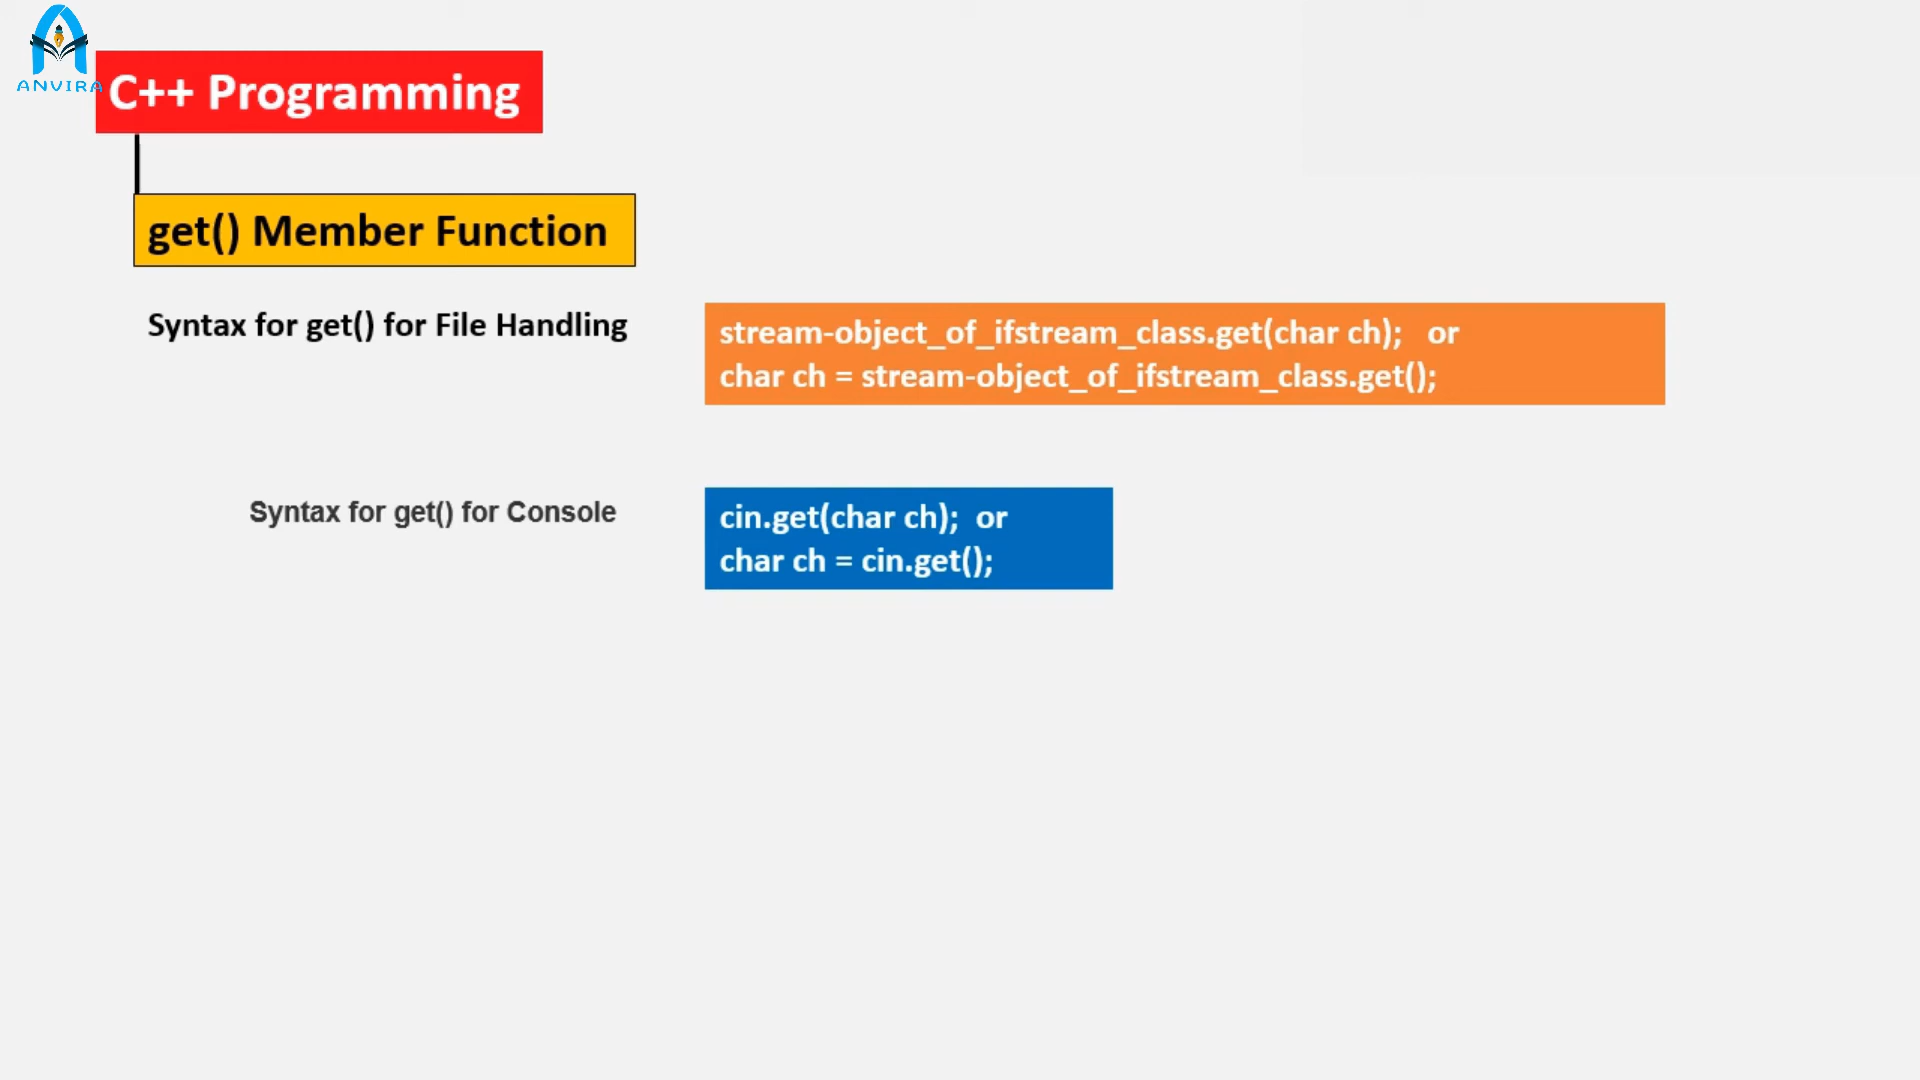 ANVIRA
C++ Programming
get() Member Function
Syntax for get() for File Handling
stream-object_of_ifstream_class.get(char ch);   or
char ch = stream-object_of_ifstream_class.get();
Syntax for get() for Console
cin.get(char ch);  or
char ch = cin.get();